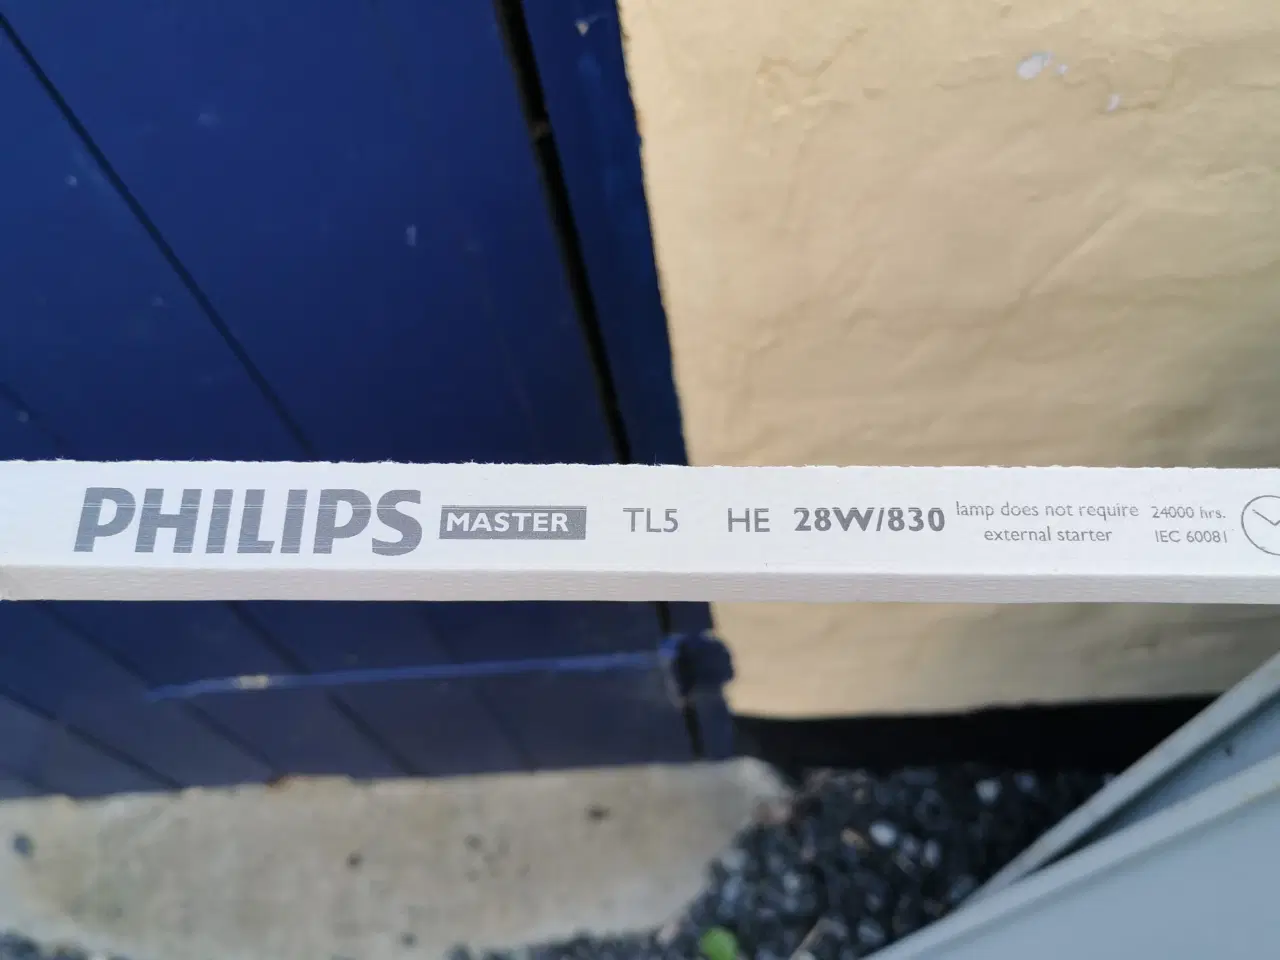 PHILIPS MASTER TL5 HE 28W/830
lamp does not require
external starter
24000 hrs.
IEC 60081